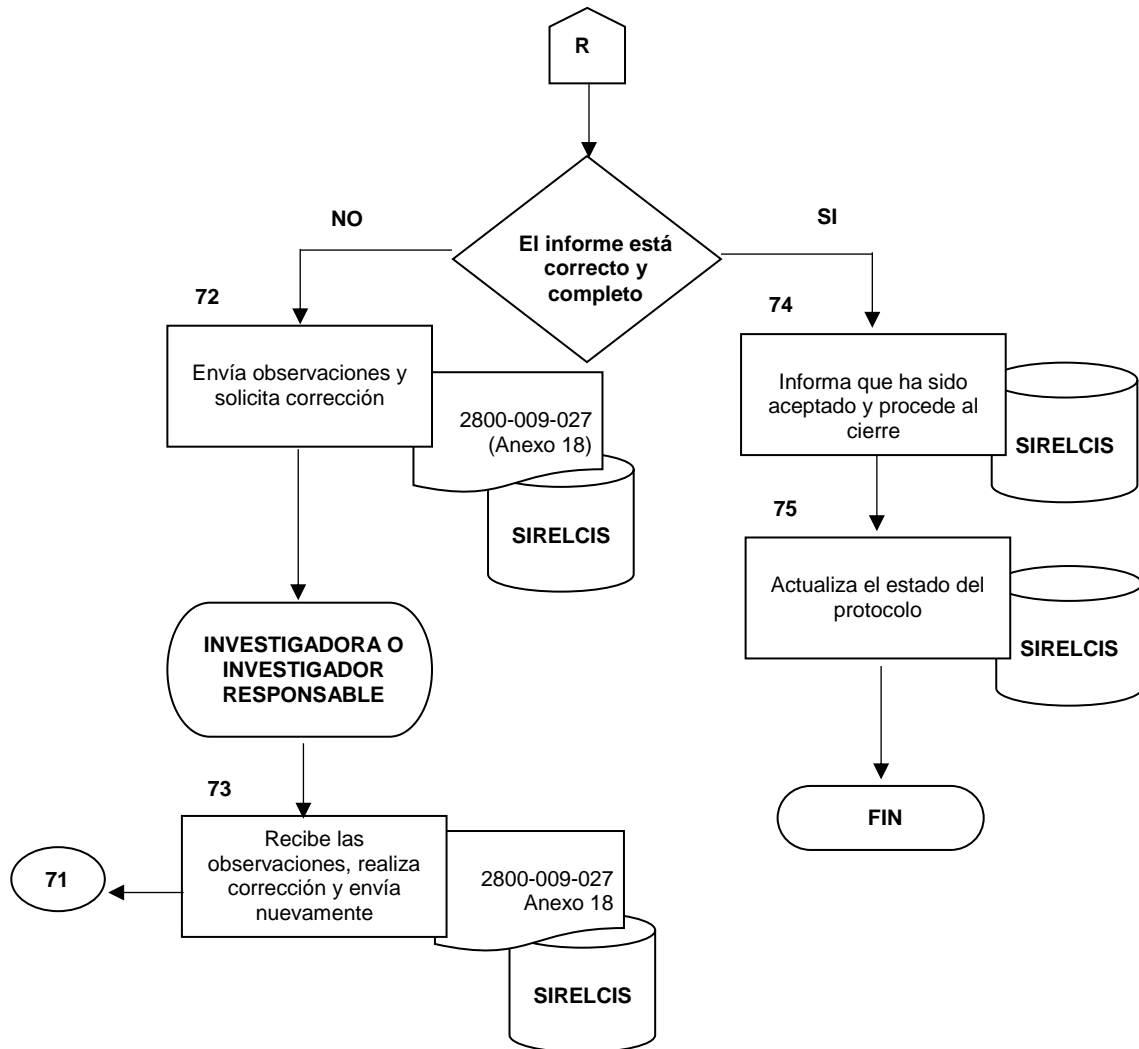 R
El informe está
correcto y
completo
NO
SI
72
Envía observaciones y
solicita corrección
2800-009-027
(Anexo 18)
SIRELCIS
INVESTIGADORA O
INVESTIGADOR
RESPONSABLE
73
Recibe las
observaciones, realiza
corrección y envía
nuevamente
2800-009-027
Anexo 18
SIRELCIS
71
74
Informa que ha sido
aceptado y procede al
cierre
SIRELCIS
75
Actualiza el estado del
protocolo
SIRELCIS
FIN